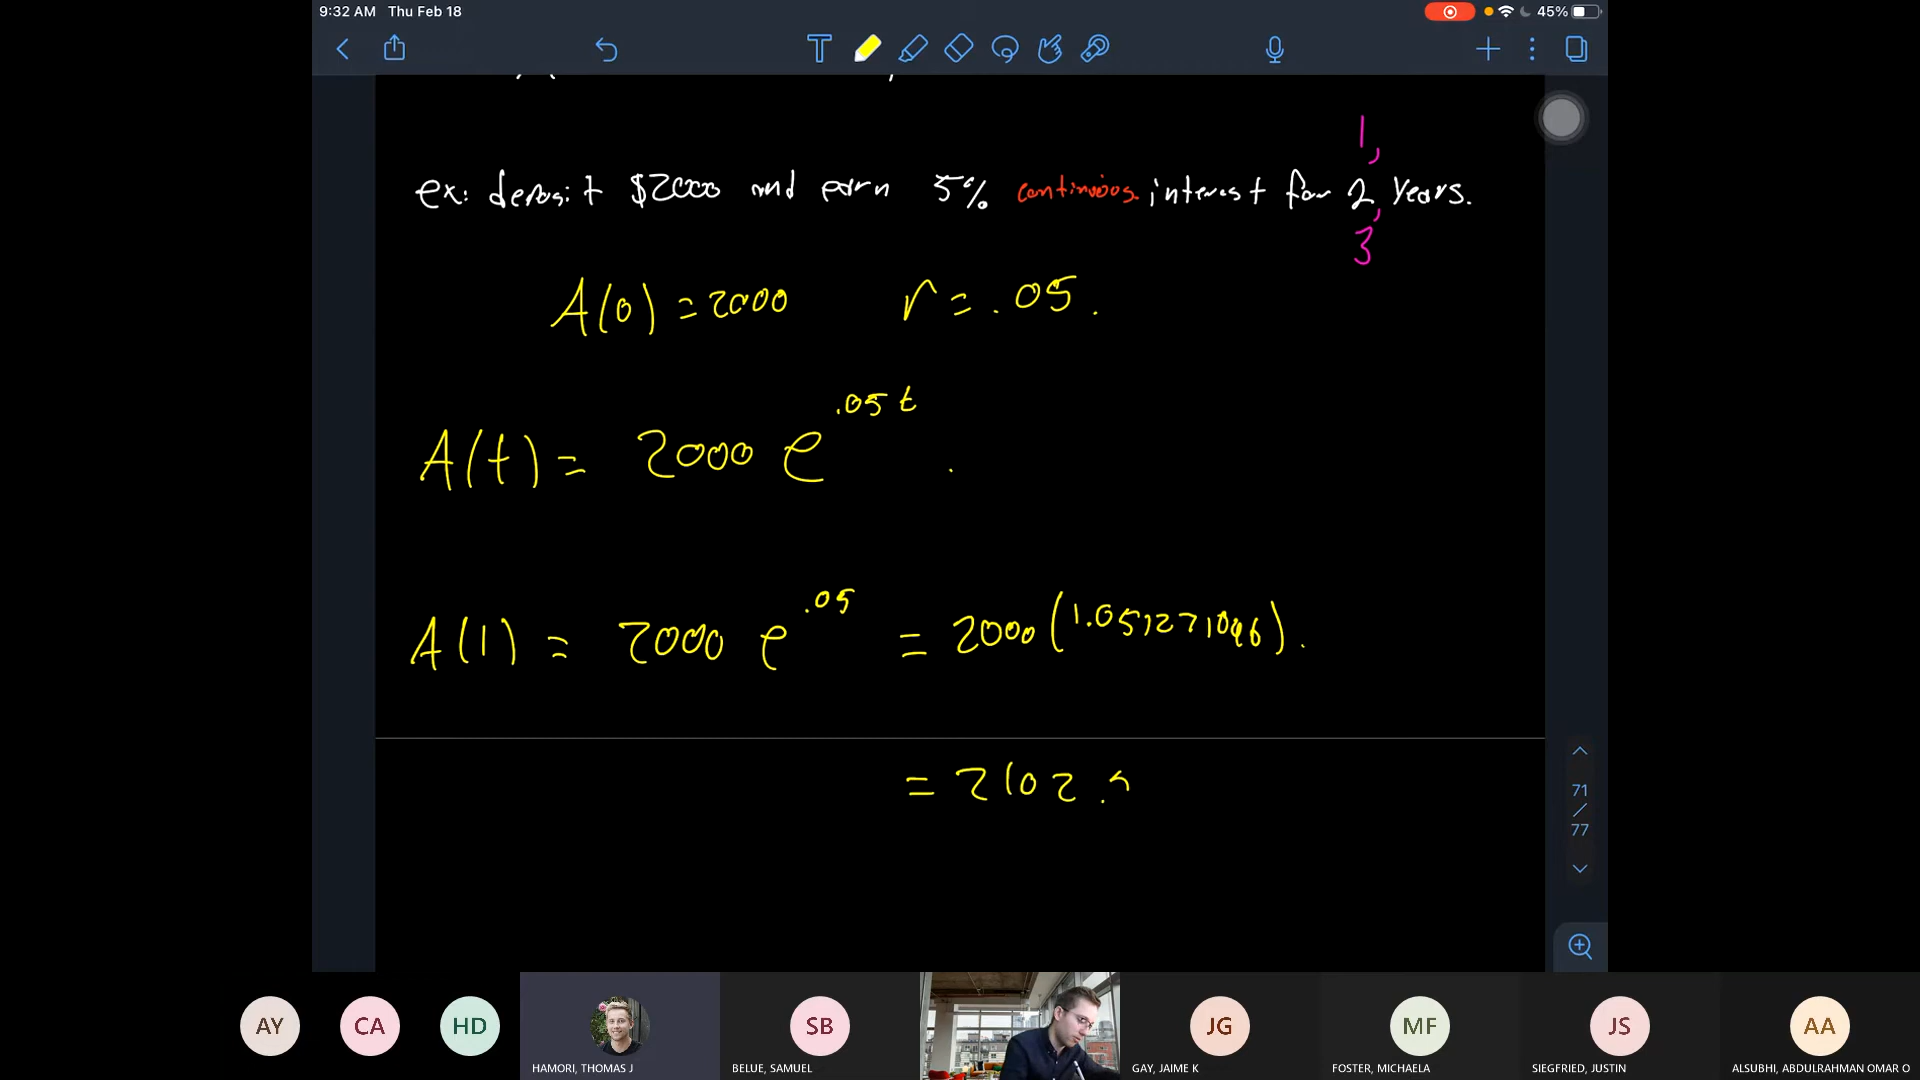 9:32 AM Thu Feb 18
45%
1,
ex: deposit $2000 and earn 5% continuous interest for 2, years.
3
A(0) = 2000 r = .05.
A(t) = 2000 e^.05t
A(1) = 2000 e^.05 = 2000(1.051271096).
= 2102.
71
/
77
AY
CA
HD
SB
JG
MF
JS
AA
HAMORI, THOMAS J
BELUE, SAMUEL
GAY, JAIME K
FOSTER, MICHAELA
SIEGFRIED, JUSTIN
ALSUBHI, ABDULRAHMAN OMAR O